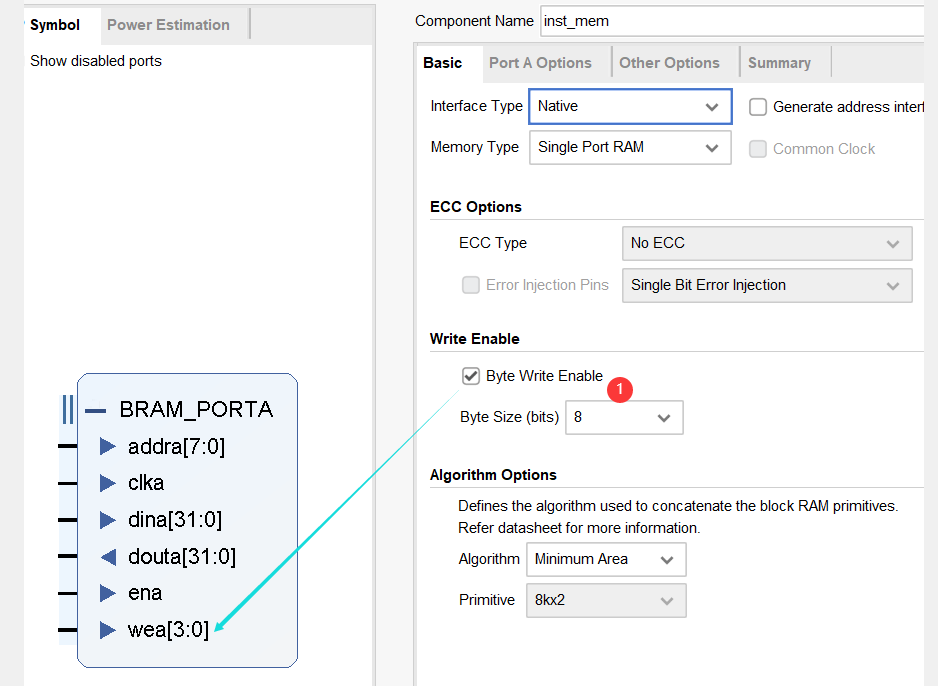 Symbol
Power Estimation
Show disabled ports
BRAM_PORTA
addra[7:0]
clka
dina[31:0]
douta[31:0]
ena
wea[3:0]
Component Name inst_mem
Basic
Port A Options
Other Options
Summary
Interface Type Native
Generate address interf
Memory Type Single Port RAM
Common Clock
ECC Options
ECC Type No ECC
Error Injection Pins Single Bit Error Injection
Write Enable
Byte Write Enable
1
Byte Size (bits) 8
Algorithm Options
Defines the algorithm used to concatenate the block RAM primitives.
Refer datasheet for more information.
Algorithm Minimum Area
Primitive 8kx2